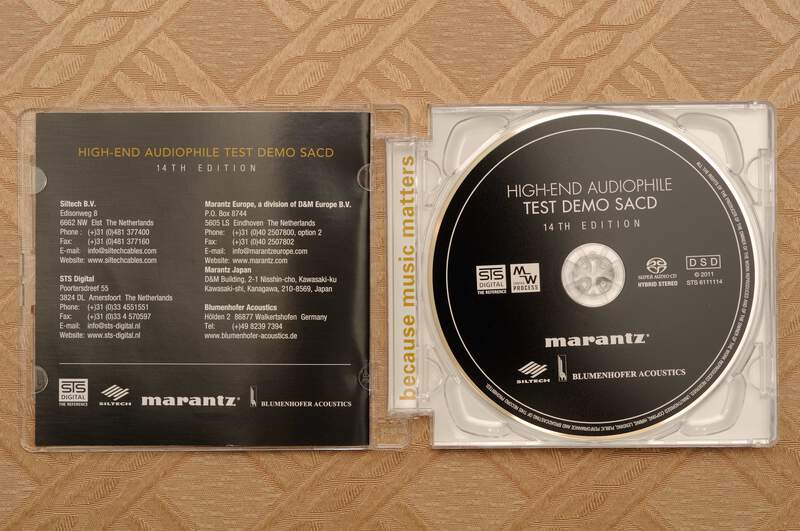 HIGH-END AUDIOPHILE TEST DEMO SACD
14TH EDITION
Siltech B.V.
Edisonweg 8
6662 NW Elst The Netherlands
Phone : (+31) (0)481 377400
Fax: (+31) (0)481 377160
E-mail: info@siltechcables.com
Website: www.siltechcables.com
STS Digital
Poortersdreef 55
3824 DL Amersfoort The Netherlands
Phone: (+31) (0)33 4551551
Fax: (+31) (0)33 4 570597
E-mail: info@sts-digital.nl
Website: www.sts-digital.nl
Marantz Europe, a division of D&M Europe B.V.
P.O. Box 8744
5605 LS Eindhoven The Netherlands
Phone: (+31) (0)40 2507800, option 2
Fax: (+31) (0)40 2507802
E-mail: info@marantzeurope.com
Website: www.marantz.com
Marantz Japan
D&M Building, 2-1 Nisshin-cho, Kawasaki-ku
Kawasaki-shi, Kanagawa, 210-8569, Japan
Blumenhofer Acoustics
Hölden 2 86877 Walkertshofen Germany
Tel: (+)49 8239 7394
www.blumenhofer-acoustics.de
STS
DIGITAL
THE REFERENCE
SILTECH
marantz
BLUMENHOFER ACOUSTICS
because music matters
HIGH-END AUDIOPHILE
TEST DEMO SACD
14TH EDITION
STS
DIGITAL
THE REFERENCE
MW
PROCESS
SUPER AUDIO CD
HYBRID STEREO
DSD
© 2011
STS 6111114
marantz
SILTECH
BLUMENHOFER ACOUSTICS